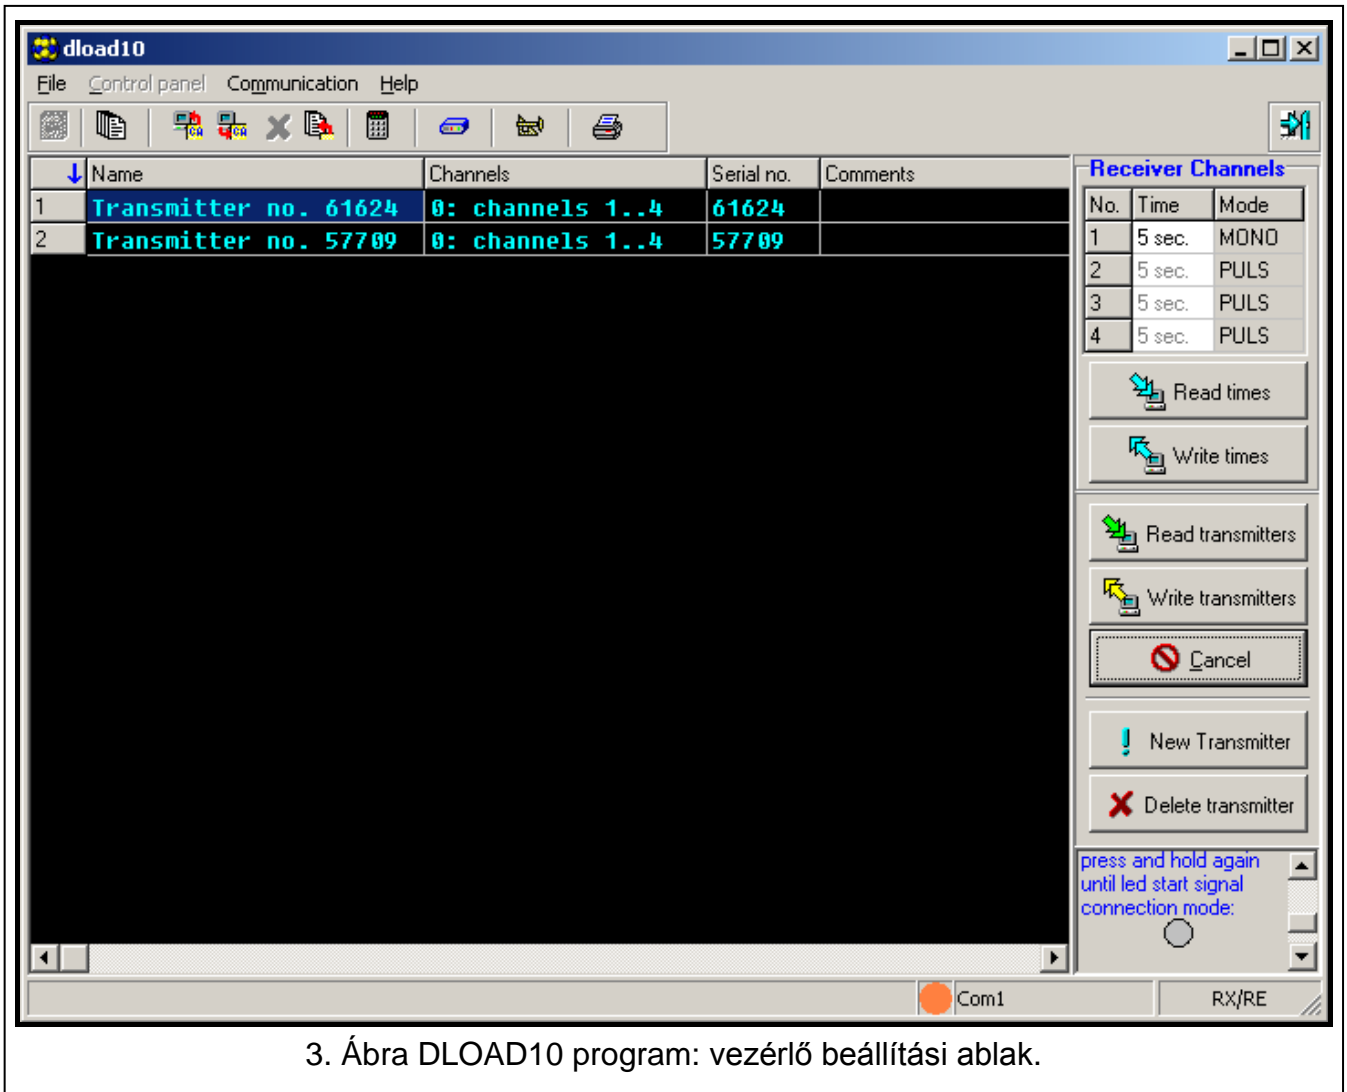 dload10
File Control panel Communication Help
Name Channels Serial no. Comments
1 Transmitter no. 61624 0: channels 1..4 61624
2 Transmitter no. 57709 0: channels 1..4 57709
Receiver Channels
No. Time Mode
1 5 sec. MONO
2 5 sec. PULS
3 5 sec. PULS
4 5 sec. PULS
Read times
Write times
Read transmitters
Write transmitters
Cancel
New Transmitter
Delete transmitter
press and hold again
until led start signal
connection mode:
Com1 RX/RE
3. Ábra DLOAD10 program: vezérlő beállítási ablak.